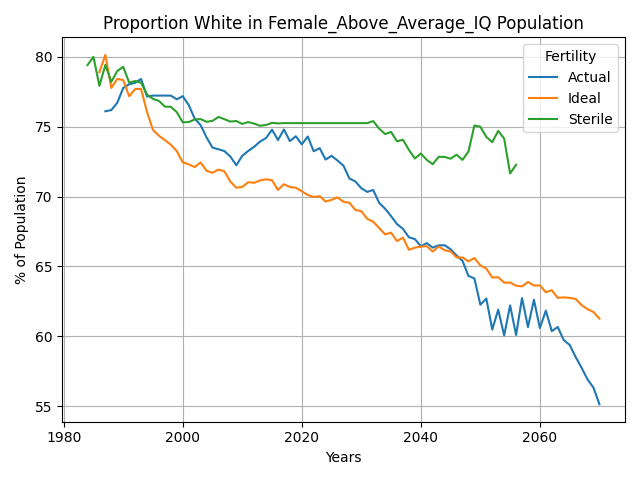 Proportion White in Female_Above_Average_IQ Population
% of Population
80
75
70
65
60
55
1980
2000
2020
2040
2060
Years
Fertility
Actual
Ideal
Sterile